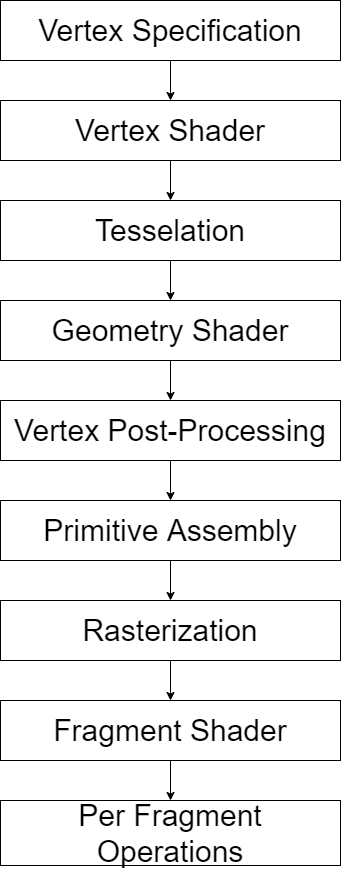 Vertex Specification
Vertex Shader
Tesselation
Geometry Shader
Vertex Post-Processing
Primitive Assembly
Rasterization
Fragment Shader
Per Fragment
Operations